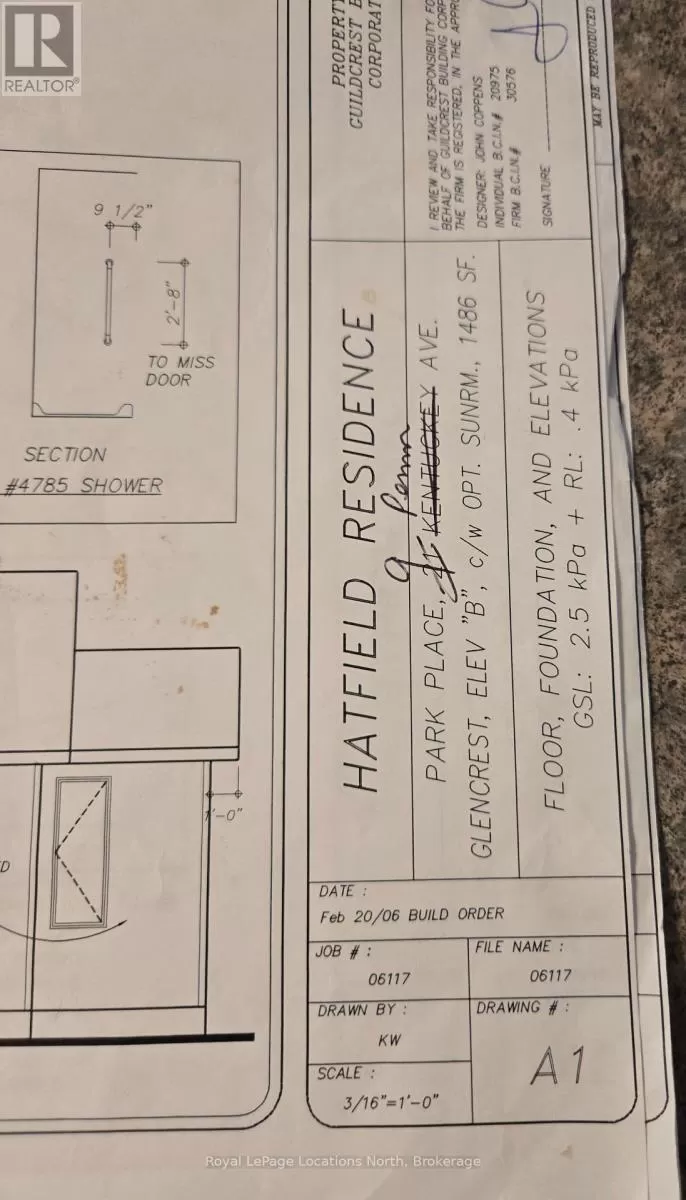 REALTOR®
PROPERTY
GUILDCREST B
CORPORAT
I REVIEW AND TAKE RESPONSIBILITY FO
BEHALF OF GUILDCREST BUILDING CORP
THE FIRM IS REGISTERED, IN THE APPRO
DESIGNER: JOHN COPPENS
INDIVIDUAL B.C.I.N.# 20975
FIRM B.C.I.N.# 30576
SIGNATURE
MAY BE REPRODUCED
9 1/2"
2'-8"
TO MISS
DOOR
SECTION
#4785 SHOWER
HATFIELD RESIDENCE
9 Penn
PARK PLACE, KENTUCKEY AVE.
GLENCREST, ELEV "B", c/w OPT. SUNRM., 1486 SF.
FLOOR, FOUNDATION, AND ELEVATIONS
GSL: 2.5 kPa + RL: .4 kPa
1'-0"
D
DATE :
Feb 20/06 BUILD ORDER
JOB # :
06117
FILE NAME :
06117
DRAWN BY :
KW
DRAWING # :
A1
SCALE :
3/16"=1'-0"
Royal LePage Locations North, Brokerage